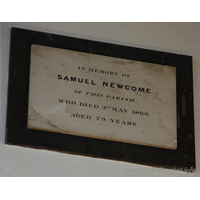 IN MEMORY OF
SAMUEL NEWCOME,
OF THIS PARISH,
WHO DIED 3RD MAY 1866,
AGED 79 YEARS.